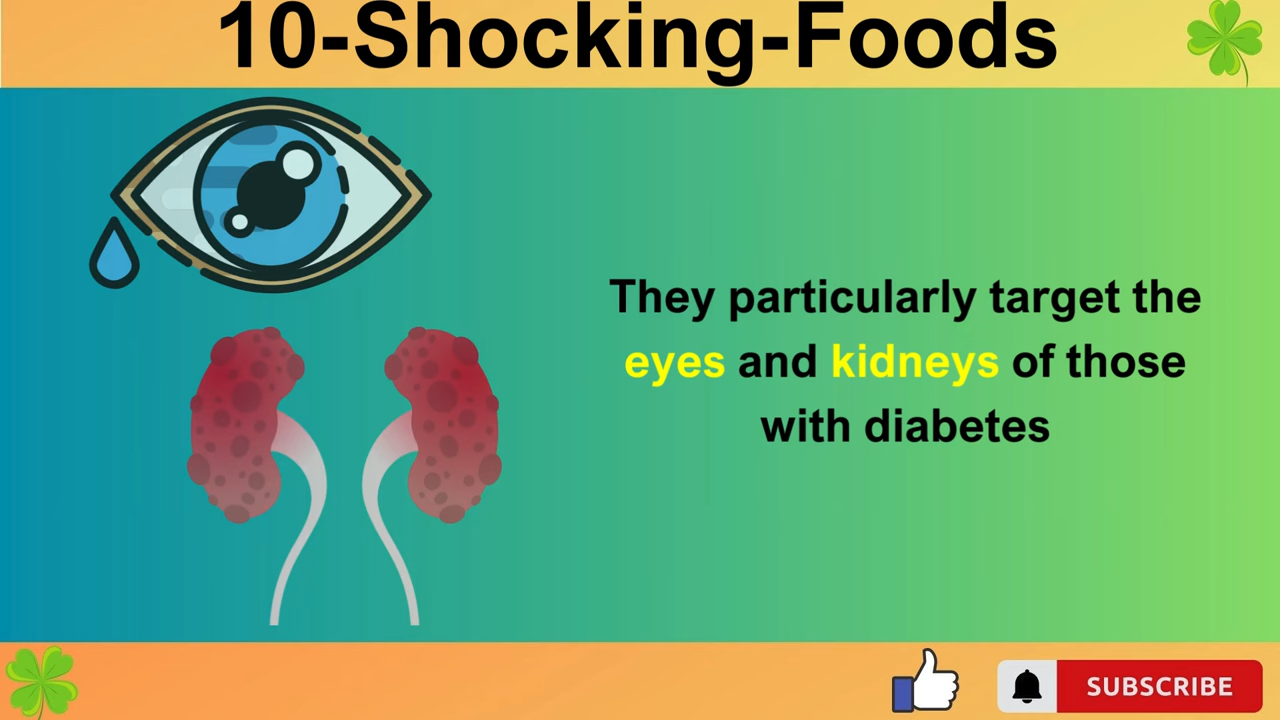 10-Shocking-Foods
They particularly target the
eyes and kidneys of those
with diabetes
SUBSCRIBE